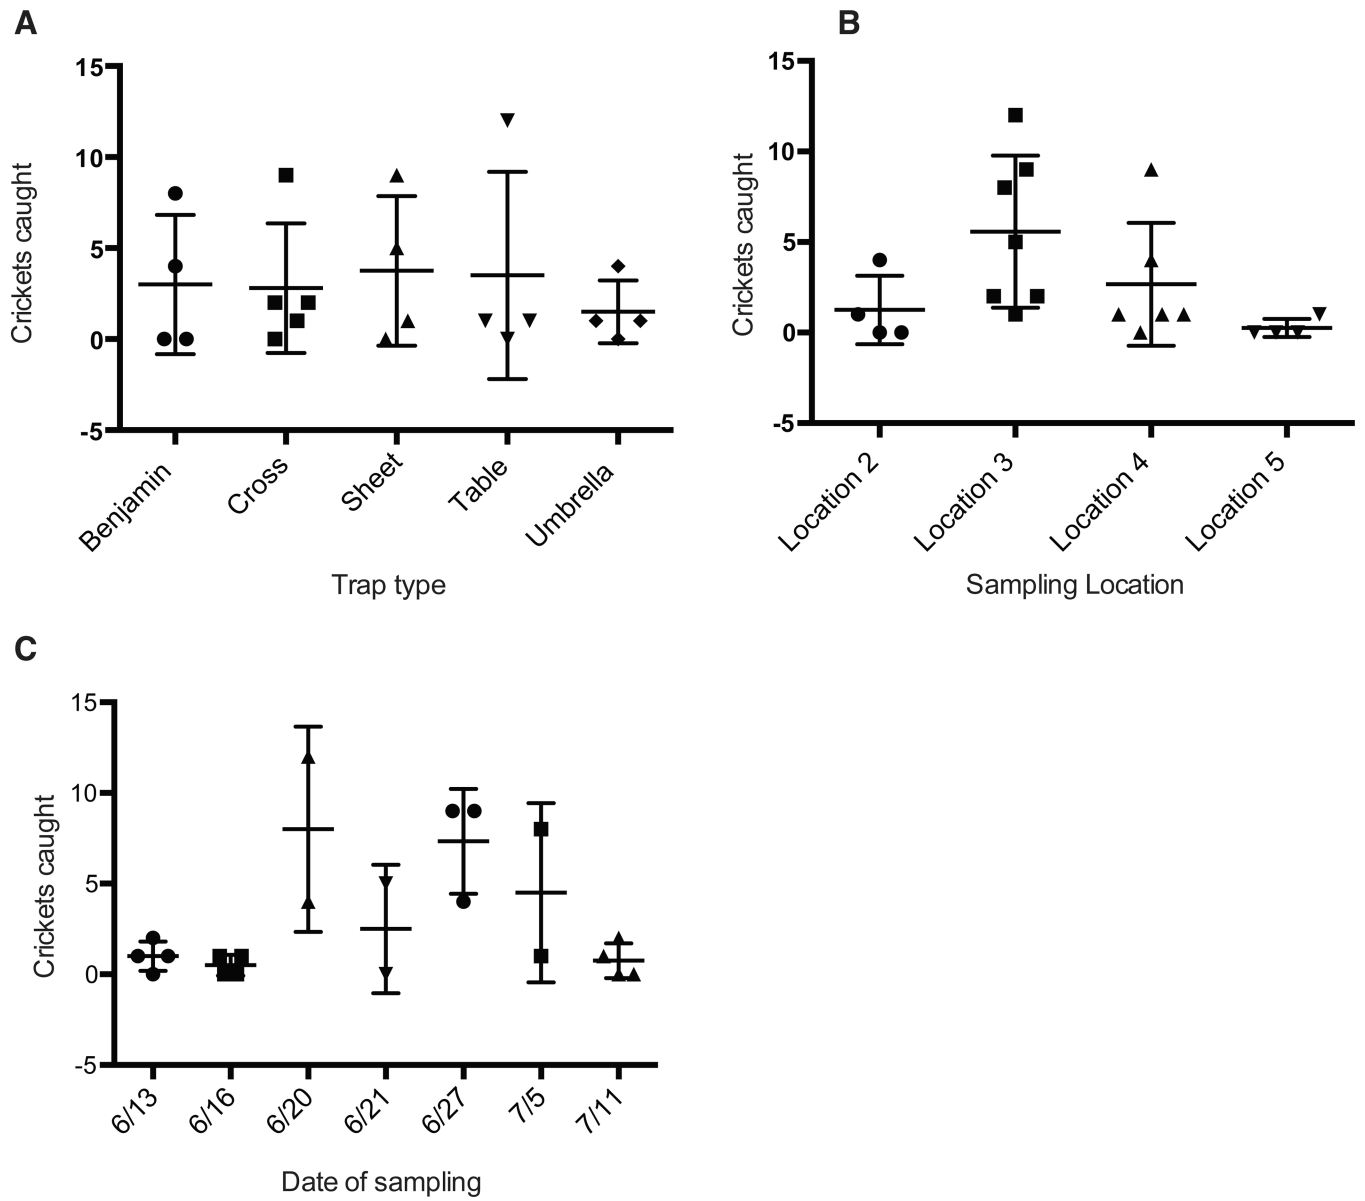 A
15
10
5
0
-5
Crickets caught
Benjamin
Cross
Sheet
Table
Umbrella
Trap type
B
15
10
5
0
-5
Crickets caught
Location 2
Location 3
Location 4
Location 5
Sampling Location
C
15
10
5
0
-5
Crickets caught
6/13
6/16
6/20
6/21
6/27
7/5
7/11
Date of sampling